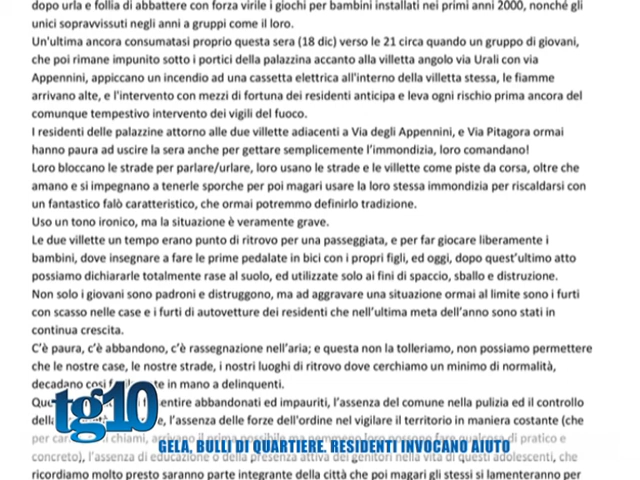 dopo urla e follia di abbattere con forza virile i giochi per bambini installati nei primi anni 2000, nonché gli
unici sopravvissuti negli anni a gruppi come il loro.
Un'ultima ancora consumatasi proprio questa sera (18 dic) verso le 21 circa quando un gruppo di giovani,
che poi rimane impunito sotto i portici della palazzina accanto alla villetta angolo via Urali con via
Appennini, appiccano un incendio ad una cassetta elettrica all'interno della villetta stessa, le fiamme
arrivano alte, e l'intervento con mezzi di fortuna dei residenti anticipa e leva ogni rischio prima ancora del
comunque tempestivo intervento dei vigili del fuoco.
I residenti delle palazzine attorno alle due villette adiacenti a Via degli Appennini, e Via Pitagora ormai
hanno paura ad uscire la sera anche per gettare semplicemente l'immondizia, loro comandano!
Loro bloccano le strade per parlare/urlare, loro usano le strade e le villette come piste da corsa, oltre che
amano e si impegnano a tenerle sporche per poi magari usare la loro stessa immondizia per riscaldarsi con
un fantastico falò caratteristico, che ormai potremmo definirlo tradizione.
Uso un tono ironico, ma la situazione è veramente grave.
Le due villette un tempo erano punto di ritrovo per una passeggiata, e per far giocare liberamente i
bambini, dove insegnare a fare le prime pedalate in bici con i propri figli, ed oggi, dopo quest'ultimo atto
possiamo dichiararle totalmente rase al suolo, ed utilizzate solo ai fini di spaccio, sballo e distruzione.
Non solo i giovani sono padroni e distruggono, ma ad aggravare una situazione ormai al limite sono i furti
con scasso nelle case e i furti di autovetture dei residenti che nell'ultima meta dell'anno sono stati in
continua crescita.
C'è paura, c'è abbandono, c'è rassegnazione nell'aria; e questa non la tolleriamo, non possiamo permettere
che le nostre case, le nostre strade, i nostri luoghi di ritrovo dove cerchiamo un minimo di normalità,
decadano così in mano a delinquenti.
entire abbandonati ed impauriti, l'assenza del comune nella pulizia ed il controllo
l'assenza delle forze dell'ordine nel vigilare il territorio in maniera costante (che
per chiami, arrivano il prima possibile ma nemmeno loro possono fare qualcosa di pratico e
concreto), l'assenza di educazione o della presenza attiva dei genitori nella vita di questi adolescenti, che
ricordiamo molto presto saranno parte integrante della città che poi magari gli stessi si lamenteranno per
tg10
GELA, BULLI DI QUARTIERE. RESIDENTI INVOCANO AIUTO